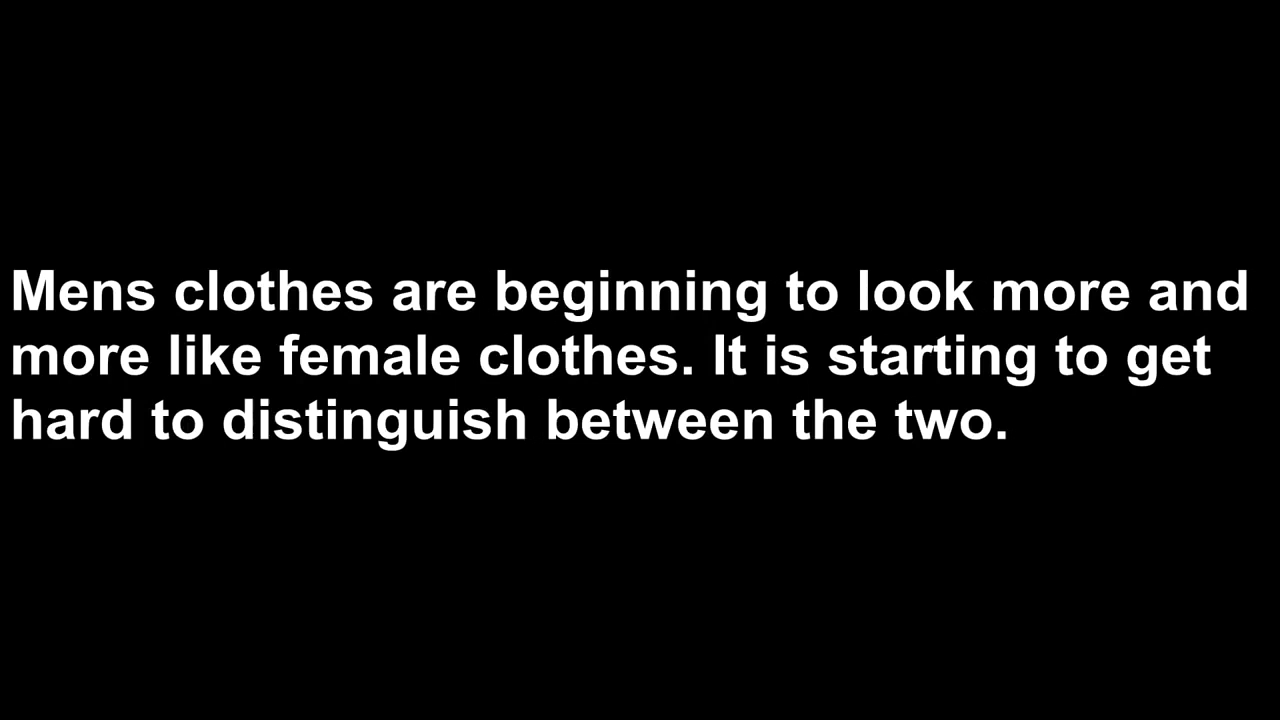 Mens clothes are beginning to look more and
more like female clothes. It is starting to get
hard to distinguish between the two.